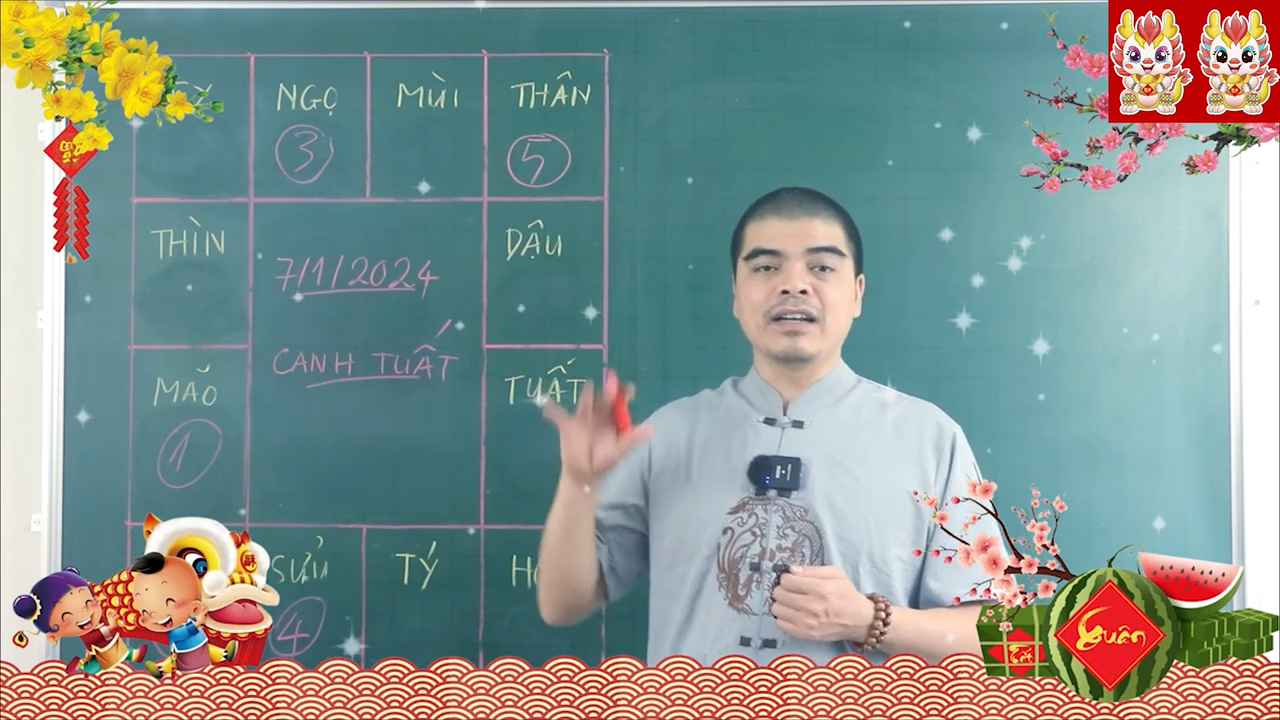 NGỌ
MÙI
THÂN
3
5
THÌN
DẬU
7/1/2024
CANH TUẤT
MÃO
TUẤT
1
SỬU
TÝ
4
Xuân
Tết